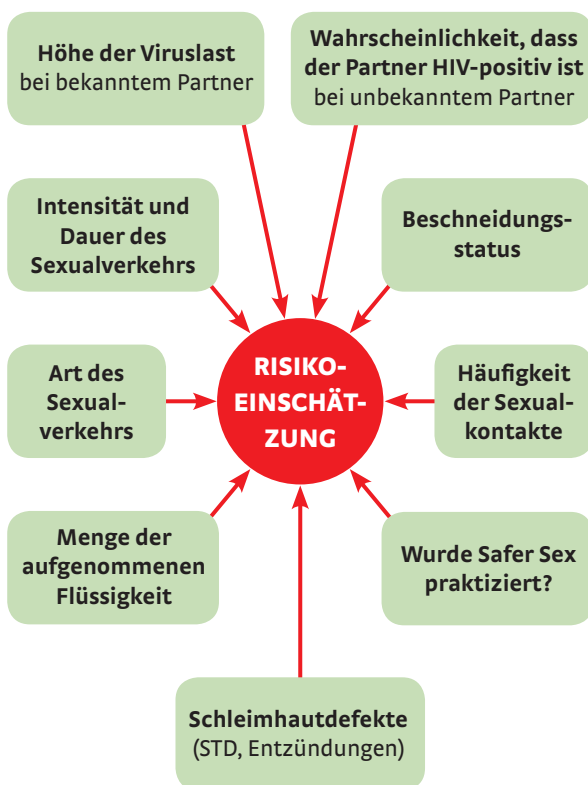 Höhe der Viruslast
bei bekanntem Partner
Wahrscheinlichkeit, dass
der Partner HIV-positiv ist
bei unbekanntem Partner
Intensität und
Dauer des
Sexualverkehrs
Beschneidungs-
status
Art des
Sexual-
verkehrs
RISIKO-
EINSCHÄT-
ZUNG
Häufigkeit
der Sexual-
kontakte
Menge der
aufgenommenen
Flüssigkeit
Wurde Safer Sex
praktiziert?
Schleimhautdefekte
(STD, Entzündungen)